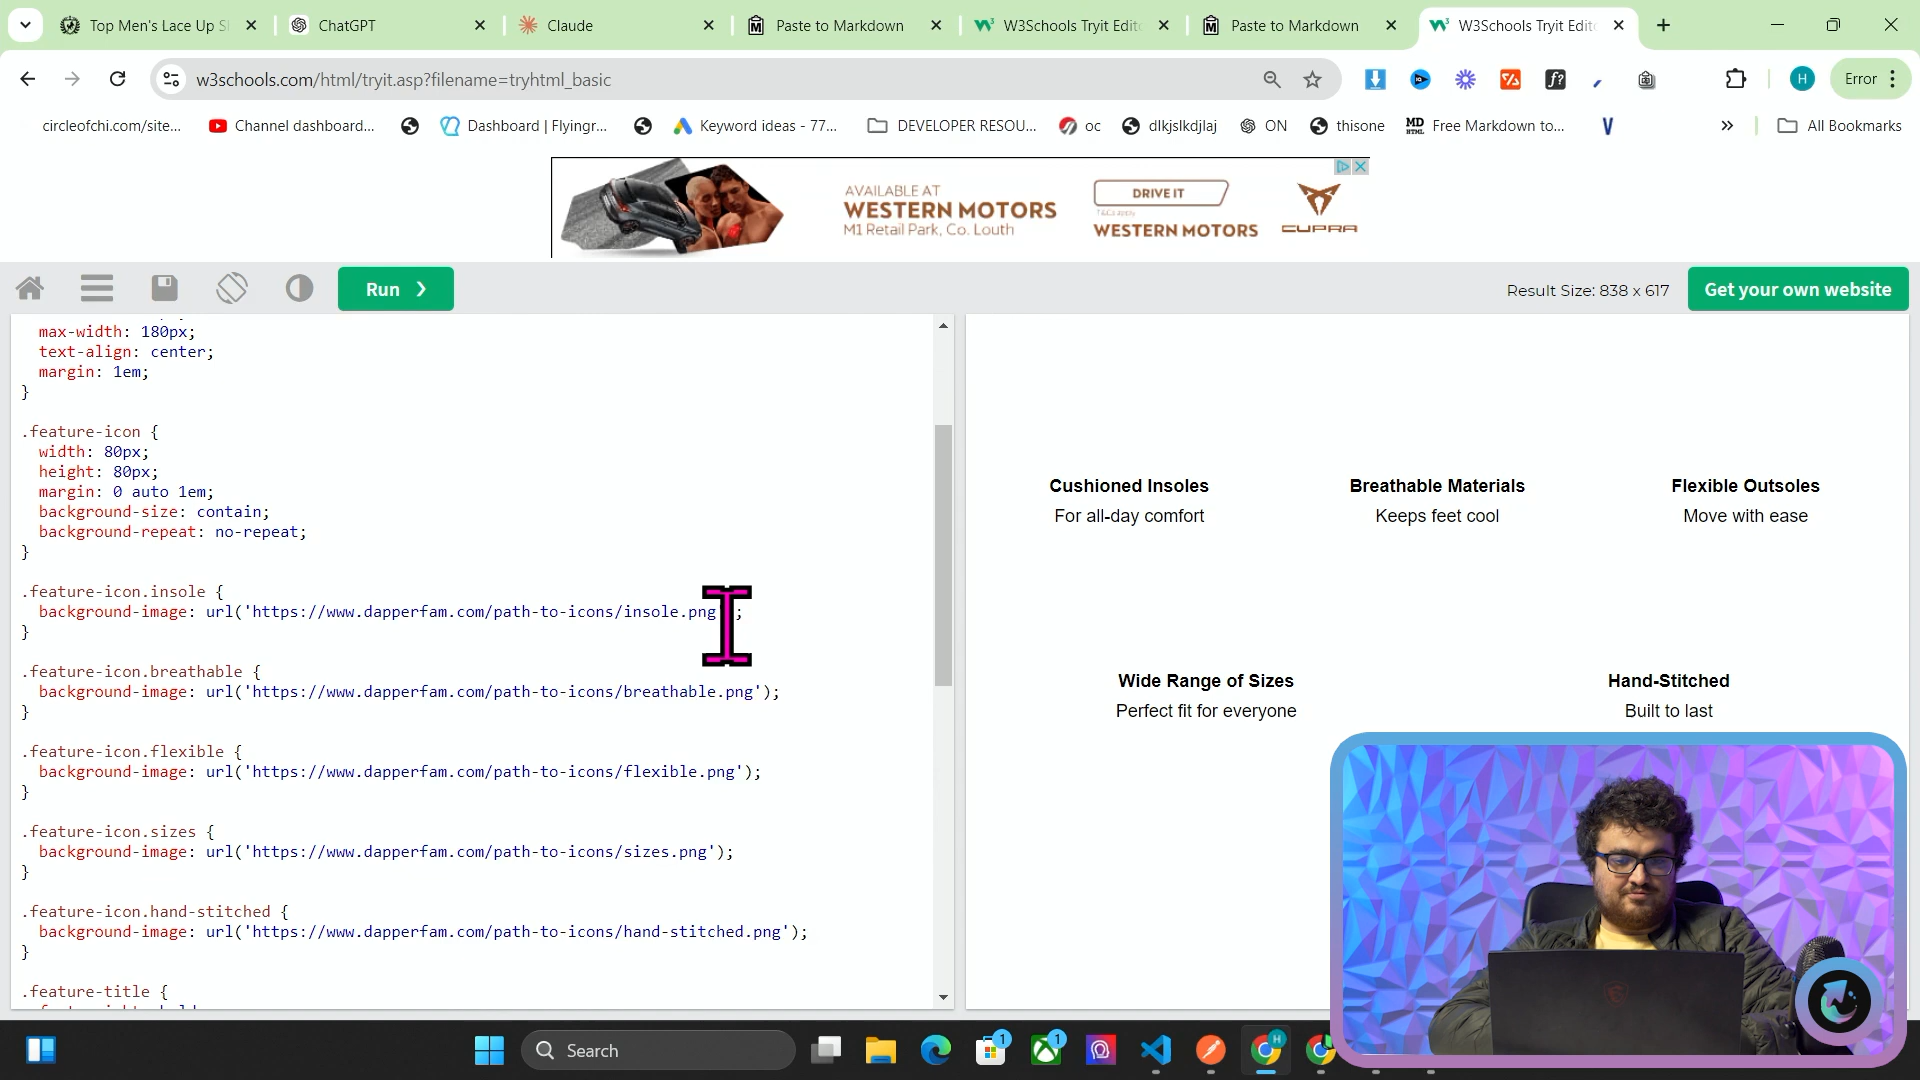 Top Men's Lace Up S
ChatGPT
Claude
Paste to Markdown
W3Schools Tryit Edit
Paste to Markdown
W3Schools Tryit Edit
w3schools.com/html/tryit.asp?filename=tryhtml_basic
H
Error
circleofchi.com/site...
Channel dashboard...
Dashboard | Flyingr...
Keyword ideas - 77...
DEVELOPER RESOU...
oc
dlkjslkdjlaj
ON
thisone
Free Markdown to...
All Bookmarks
AVAILABLE AT
WESTERN MOTORS
M1 Retail Park, Co. Louth
DRIVE IT
WESTERN MOTORS
CUPRA
Run
Result Size: 838 x 617
Get your own website
max-width: 180px;
text-align: center;
margin: 1em;
}
.feature-icon {
width: 80px;
height: 80px;
margin: 0 auto 1em;
background-size: contain;
background-repeat: no-repeat;
}
.feature-icon.insole {
background-image: url('https://www.dapperfam.com/path-to-icons/insole.png ;
}
.feature-icon.breathable {
background-image: url('https://www.dapperfam.com/path-to-icons/breathable.png');
}
.feature-icon.flexible {
background-image: url('https://www.dapperfam.com/path-to-icons/flexible.png');
}
.feature-icon.sizes {
background-image: url('https://www.dapperfam.com/path-to-icons/sizes.png');
}
.feature-icon.hand-stitched {
background-image: url('https://www.dapperfam.com/path-to-icons/hand-stitched.png');
}
.feature-title {
Cushioned Insoles
For all-day comfort
Breathable Materials
Keeps feet cool
Flexible Outsoles
Move with ease
Wide Range of Sizes
Perfect fit for everyone
Hand-Stitched
Built to last
Search
1
1
H